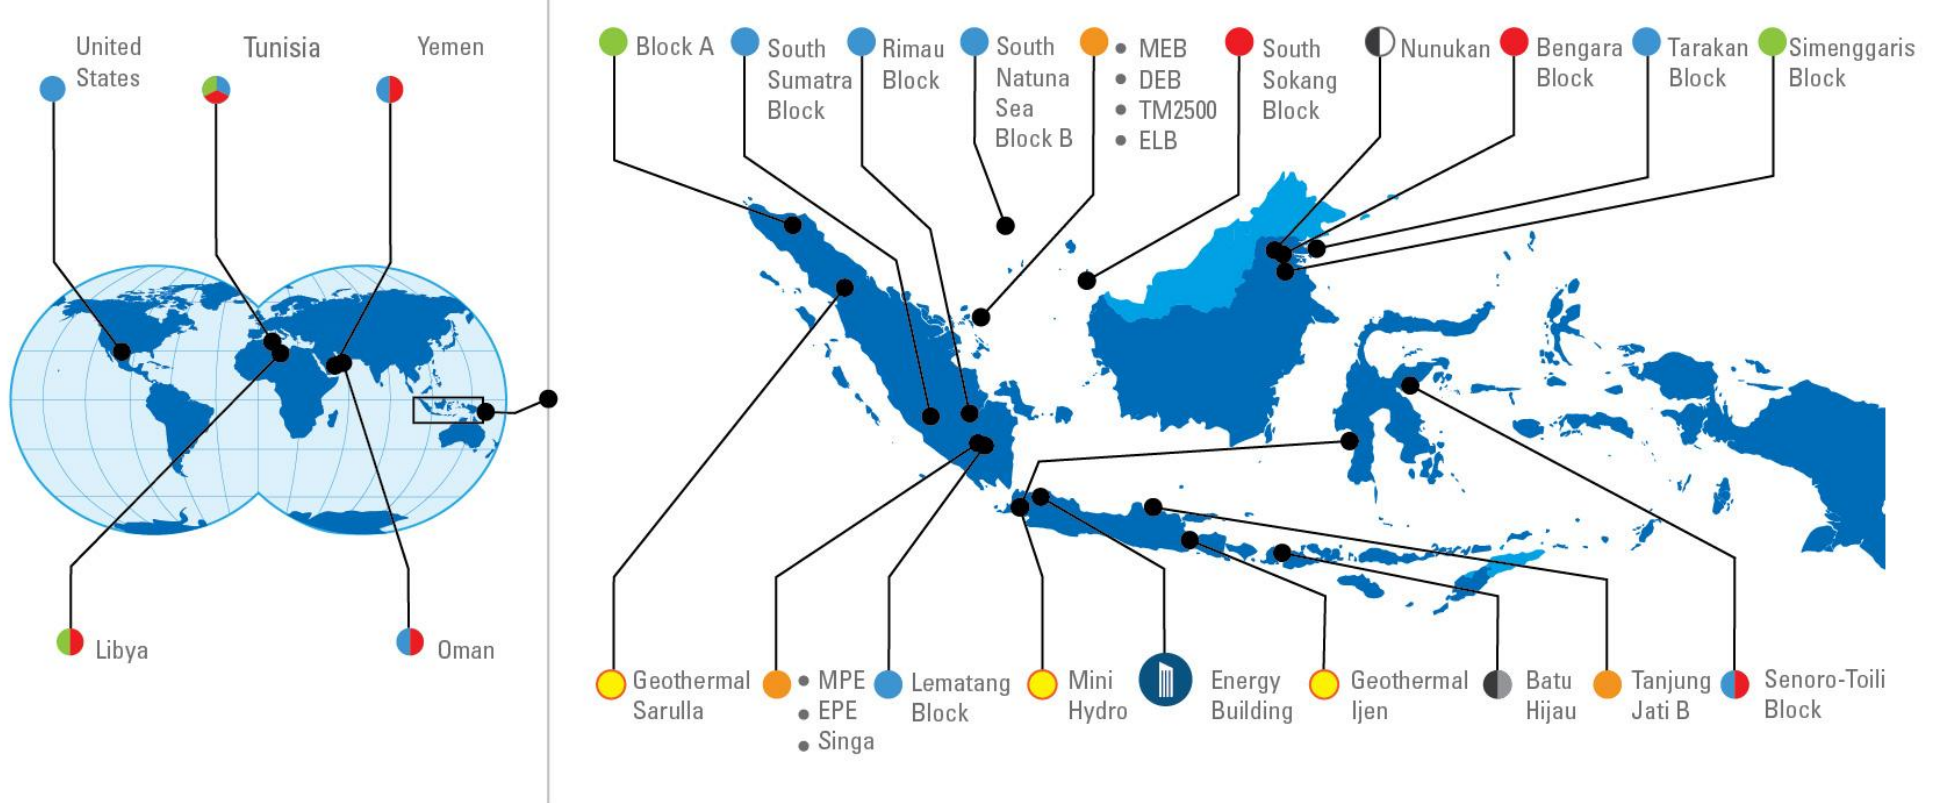 United
States
Tunisia
Yemen
Libya
Oman
Block A
South
Sumatra
Block
Rimau
Block
South
Natuna
Sea
Block B
• MEB
• DEB
• TM2500
• ELB
South
Sokang
Block
Nunukan
Bengara
Block
Tarakan
Block
Simenggaris
Block
Geothermal
Sarulla
• MPE
• EPE
• Singa
Lematang
Block
Mini
Hydro
Energy
Building
Geothermal
Ijen
Batu
Hijau
Tanjung
Jati B
Senoro-Toili
Block